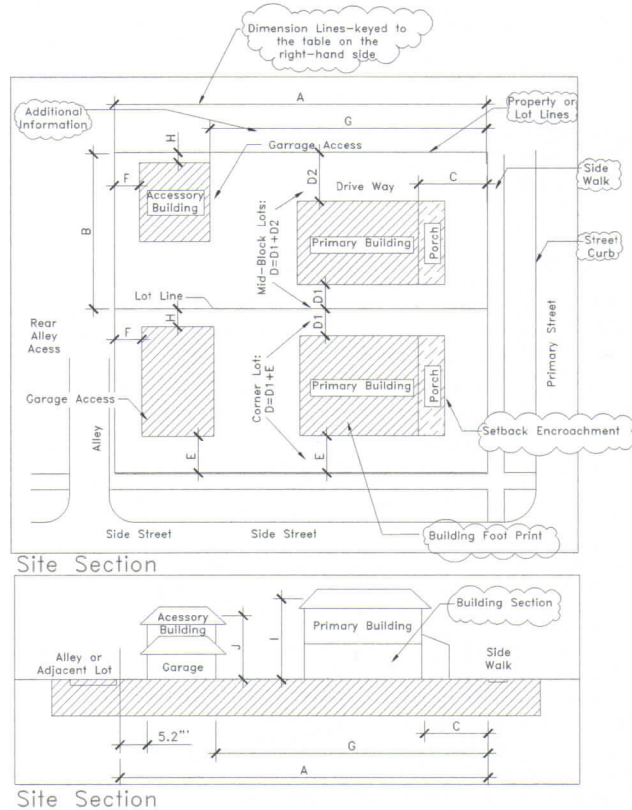 Dimension Lines-keyed to
the table on the
right-hand side
A
Additional
Information
G
Property or
Lot Lines
H
Garrage Access
F
Accessory
Building
D2
Drive Way
C
Side
Walk
B
Mid-Block Lots:
D=D1+D2
Primary Building
Porch
Street
Curb
Primary Street
Lot Line
D1
H
D1
Rear
Alley
Acess
F
Corner Lot:
D=D1+E
Primary Building
Porch
Garage Access
Alley
E
E
Setback Encroachment
Side Street
Side Street
Building Foot Print
Site Section
Acessory
Building
J
I
Primary Building
Building Section
Alley or
Adjacent Lot
Garage
Side
Walk
5.2"'
C
G
A
Site Section